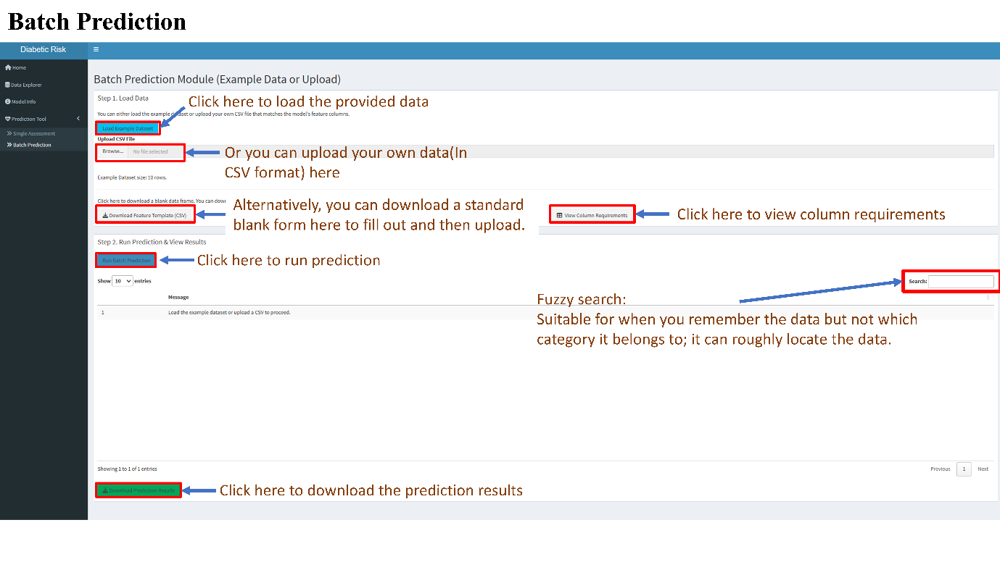 Batch Prediction
Diabetic Risk
Home
Data Explorer
Model Info
Prediction Tool
Single Assessment
Batch Prediction
Batch Prediction Module (Example Data or Upload)
Step 1. Load Data
Click here to load the provided data
You can either load the example dataset or upload your own CSV file that matches the model's feature columns.
Load Example Dataset
Upload CSV File
Browse... No file selected
Or you can upload your own data(In
CSV format) here
Example Dataset size: 10 rows.
Click here to download a blank data frame. You can dow
Alternatively, you can download a standard
blank form here to fill out and then upload.
Download Feature Template (CSV)
View Column Requirements
Click here to view column requirements
Step 2. Run Prediction & View Results
Run Batch Prediction
Click here to run prediction
Show 10 entries
Search:
Message
Fuzzy search:
Suitable for when you remember the data but not which
category it belongs to; it can roughly locate the data.
1 Load the example dataset or upload a CSV to proceed.
Showing 1 to 1 of 1 entries
Previous 1 Next
Download Prediction Results
Click here to download the prediction results